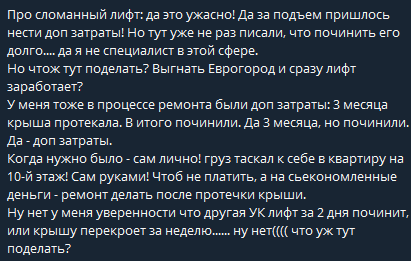 Про сломанный лифт: да это ужасно! Да за подъем пришлось
нести доп затраты! Но тут уже не раз писали, что починить его
долго.... да я не специалист в этой сфере.
Но чтож тут поделать? Выгнать Еврогород и сразу лифт
заработает?
У меня тоже в процессе ремонта были доп затраты: 3 месяца
крыша протекала. В итого починили. Да 3 месяца, но починили.
Да - доп затраты.
Когда нужно было - сам лично! груз таскал к себе в квартиру на
10-й этаж! Сам руками! Чтоб не платить, а на сьекономленные
деньги - ремонт делать после протечки крыши.
Ну нет у меня уверенности что другая УК лифт за 2 дня починит,
или крышу перекроет за неделю...... ну нет(((( что уж тут
поделать?